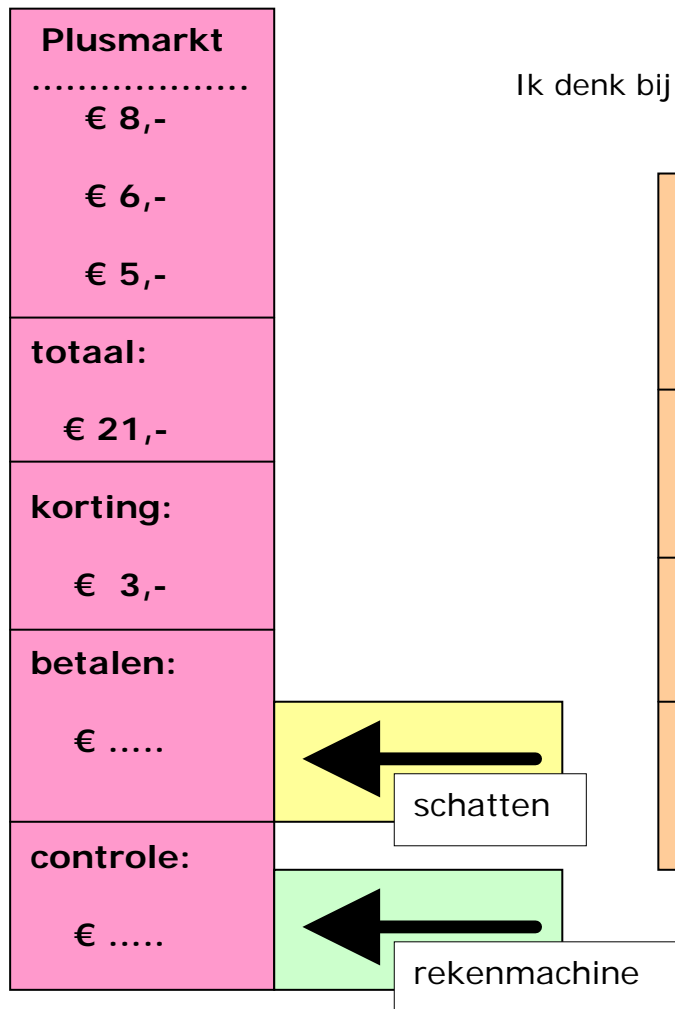 Plusmarkt
...................
€ 8,-
€ 6,-
€ 5,-
totaal:
€ 21,-
korting:
€ 3,-
betalen:
€ .....
schatten
controle:
€ .....
rekenmachine
Ik denk bij